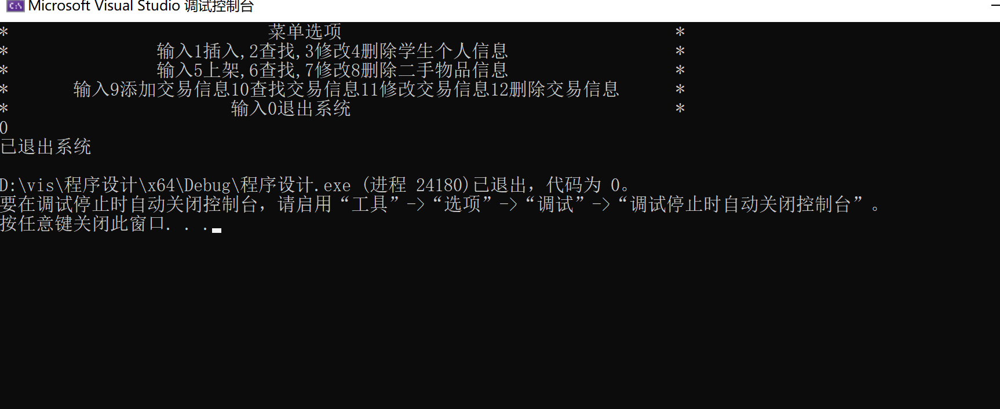 Microsoft Visual Studio 调试控制台
* 菜单选项 *
* 输入1插入,2查找,3修改4删除学生个人信息 *
* 输入5上架,6查找,7修改8删除二手物品信息 *
* 输入9添加交易信息10查找交易信息11修改交易信息12删除交易信息 *
* 输入0退出系统 *
0
已退出系统
D:\vis\程序设计\x64\Debug\程序设计.exe (进程 24180)已退出，代码为 0。
要在调试停止时自动关闭控制台，请启用“工具”->“选项”->“调试”->“调试停止时自动关闭控制台”。
按任意键关闭此窗口. . .